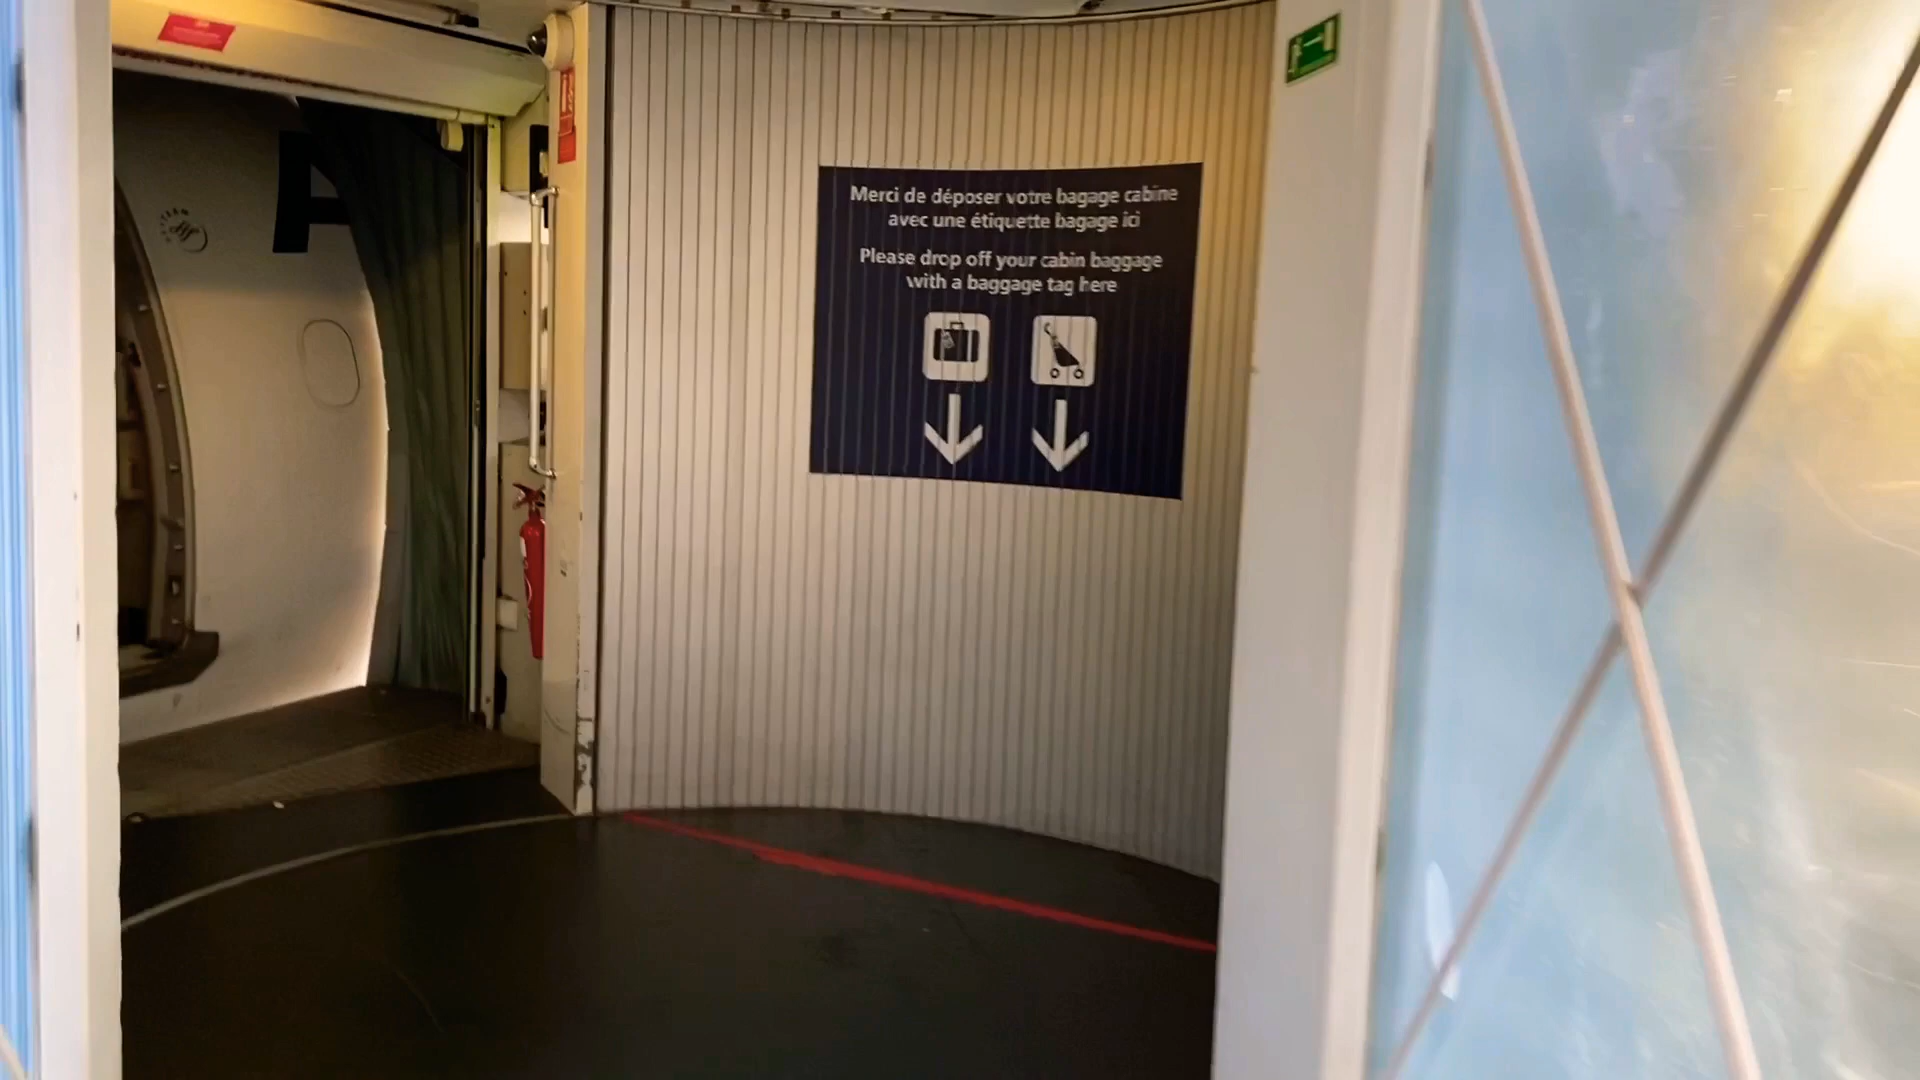 A
Merci de déposer votre bagage cabine
avec une étiquette bagage ici
Please drop off your cabin baggage
with a baggage tag here